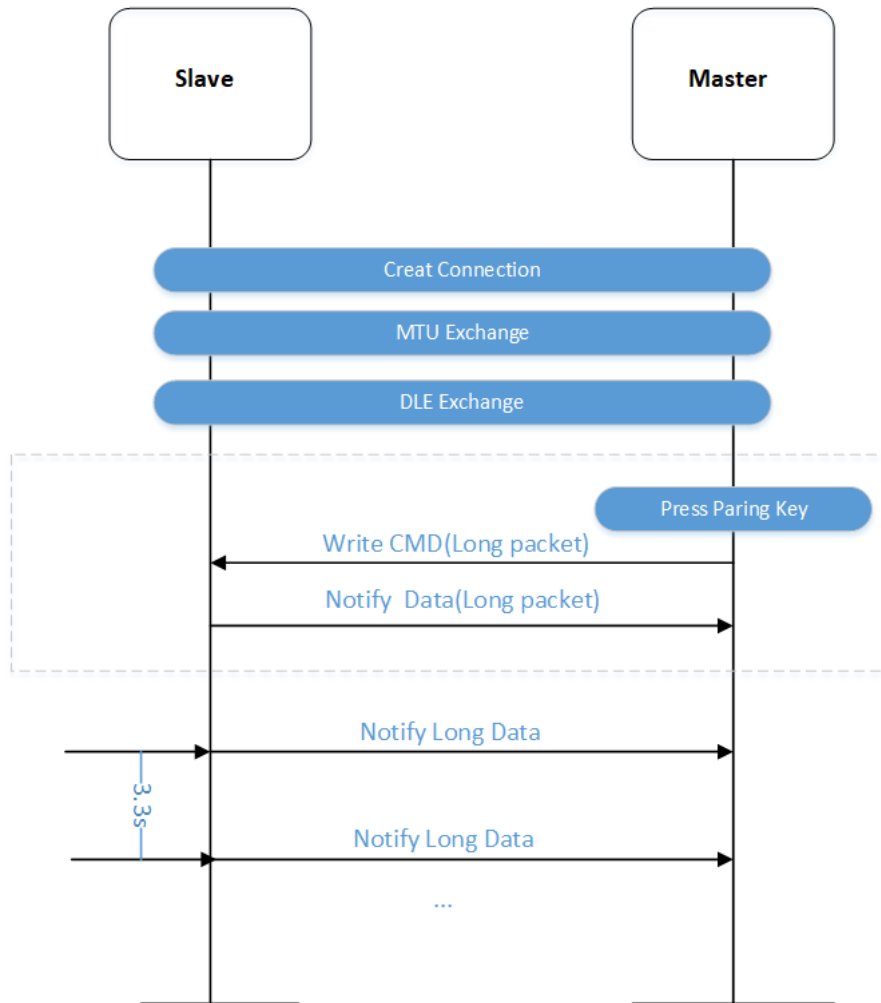 Slave
Master
Creat Connection
MTU Exchange
DLE Exchange
Press Paring Key
Write CMD(Long packet)
Notify Data(Long packet)
Notify Long Data
3.3s
Notify Long Data
...